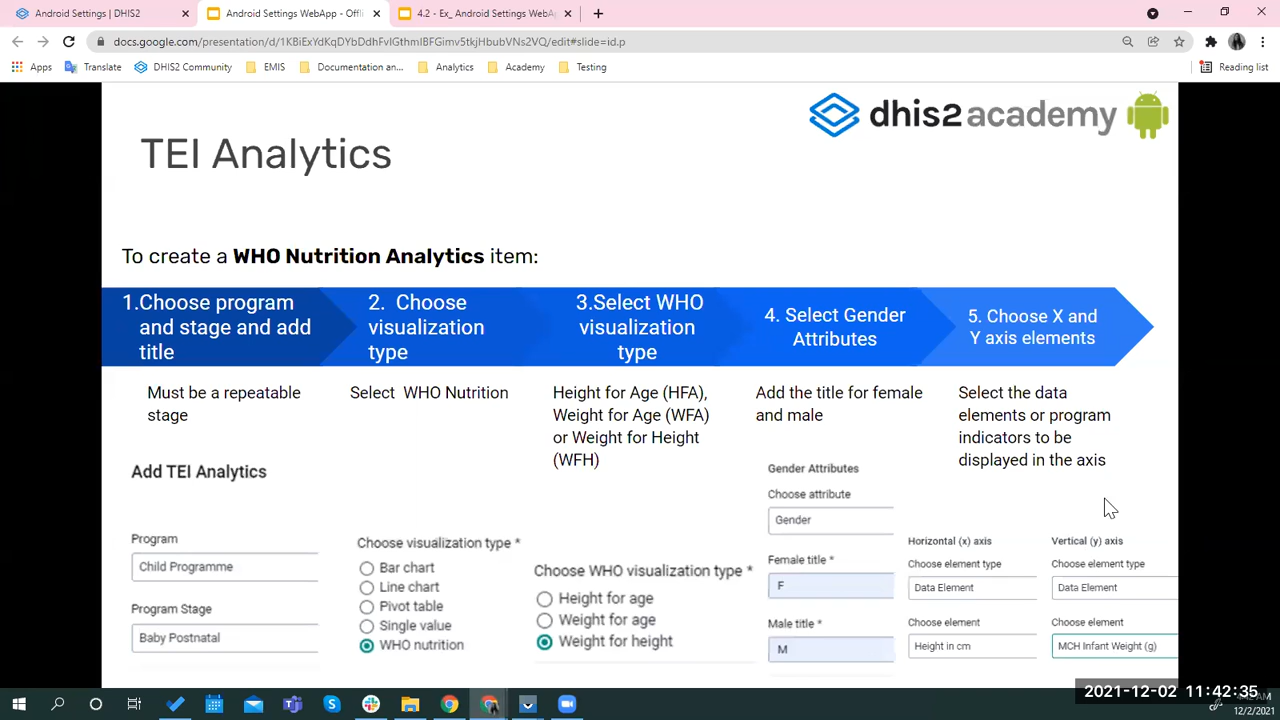 Android Settings | DHIS2
Android Settings WebApp - Offli
4.2 - Ex_ Android Settings WebA
docs.google.com/presentation/d/1KBiExYdKqDYbDdhFvIGthmIBFGimv5tkjHbubVNs2VQ/edit#slide=id.p
Apps
Translate
DHIS2 Community
EMIS
Documentation an...
Analytics
Academy
Testing
Reading list
dhis2academy
TEI Analytics
To create a WHO Nutrition Analytics item:
1.Choose program
and stage and add
title
2. Choose
visualization
type
3.Select WHO
visualization
type
4. Select Gender
Attributes
5. Choose X and
Y axis elements
Must be a repeatable
stage
Select WHO Nutrition
Height for Age (HFA),
Weight for Age (WFA)
or Weight for Height
(WFH)
Add the title for female
and male
Select the data
elements or program
indicators to be
displayed in the axis
Add TEI Analytics
Program
Child Programme
Program Stage
Baby Postnatal
Choose visualization type *
Bar chart
Line chart
Pivot table
Single value
WHO nutrition
Choose WHO visualization type *
Height for age
Weight for age
Weight for height
Gender Attributes
Choose attribute
Gender
Female title *
F
Male title *
M
Horizontal (x) axis
Choose element type
Data Element
Choose element
Height in cm
Vertical (y) axis
Choose element type
Data Element
Choose element
MCH Infant Weight (g)
2021-12-02 11:42:35
12/2/2021